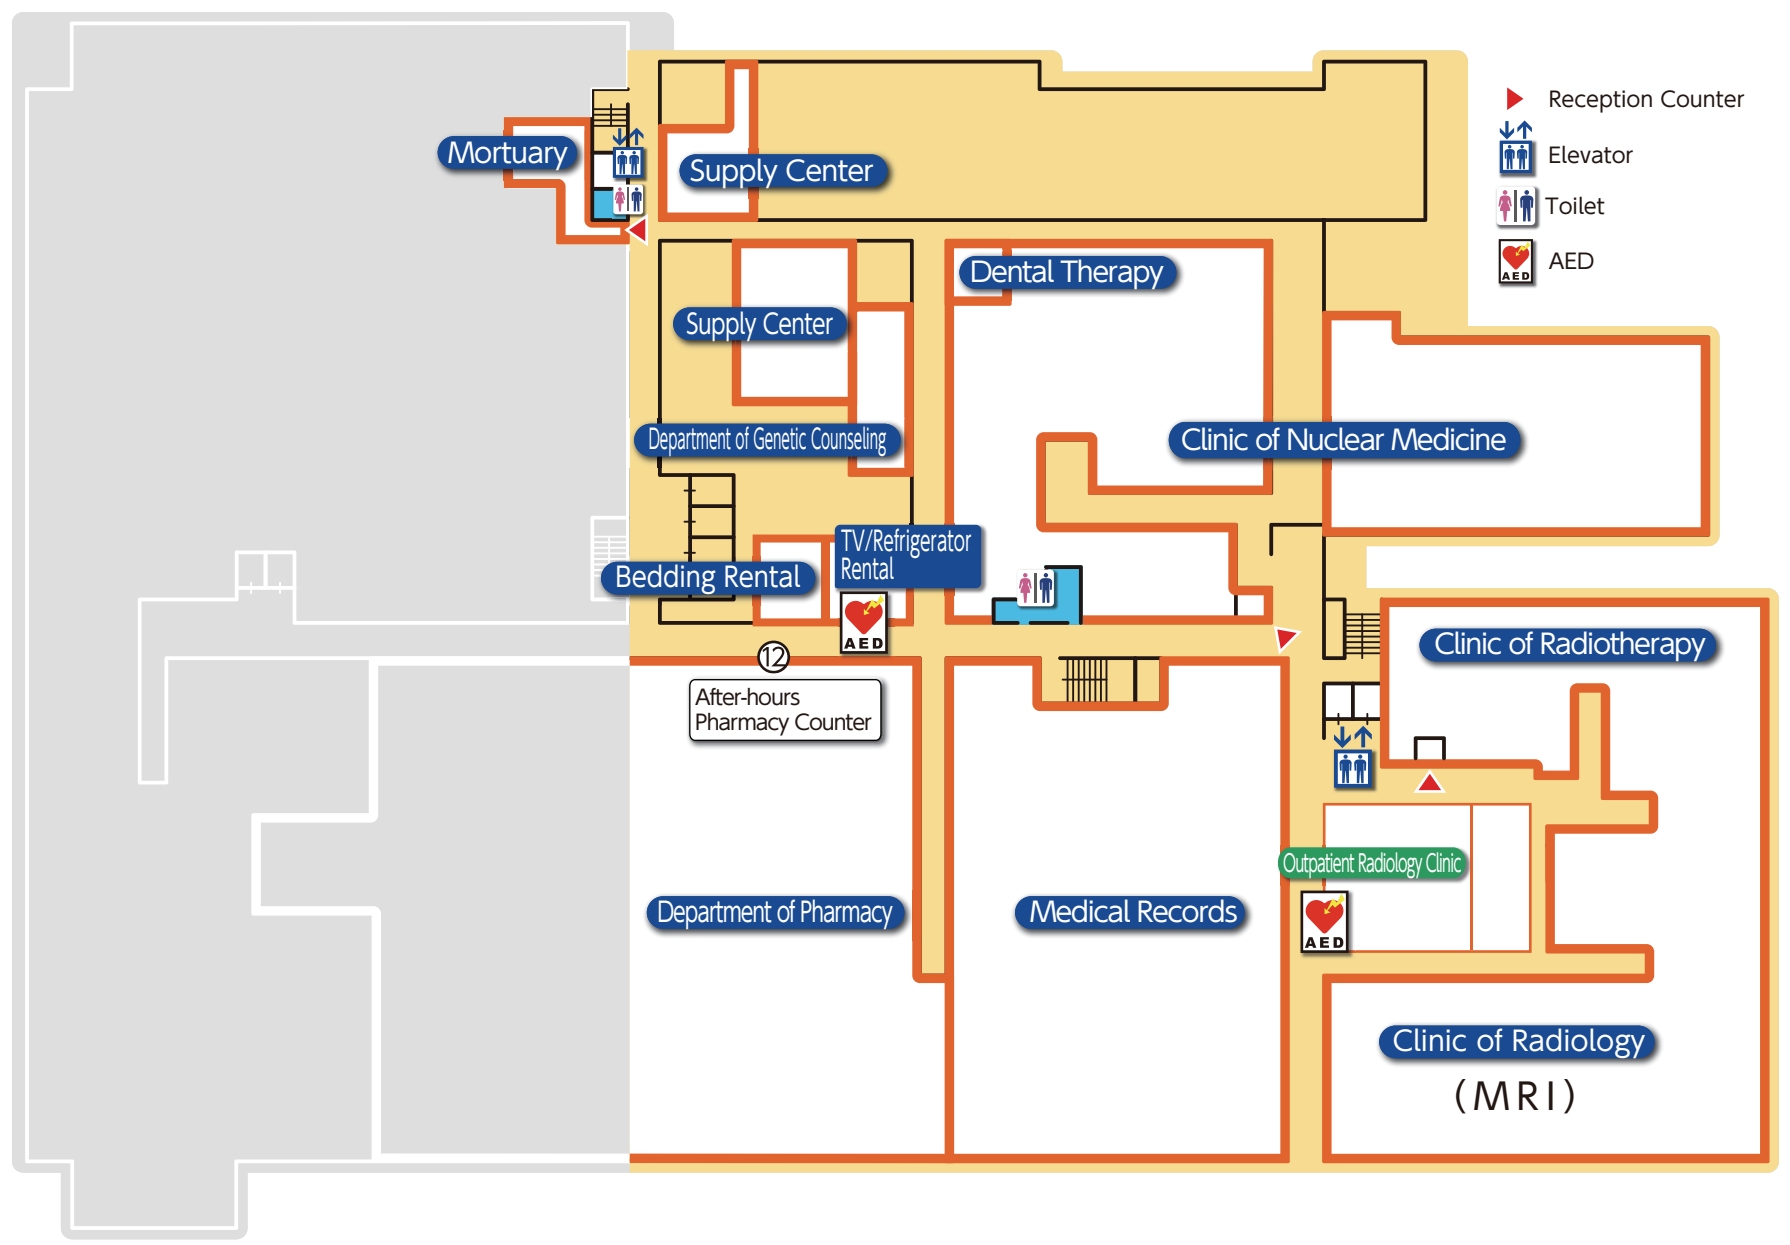 Reception Counter
Elevator
Toilet
AED
AED
Mortuary
Supply Center
Dental Therapy
Supply Center
Department of Genetic Counseling
Clinic of Nuclear Medicine
TV/Refrigerator
Rental
Bedding Rental
AED
12
After-hours
Pharmacy Counter
Clinic of Radiotherapy
Outpatient Radiology Clinic
AED
Department of Pharmacy
Medical Records
Clinic of Radiology
(MRI)